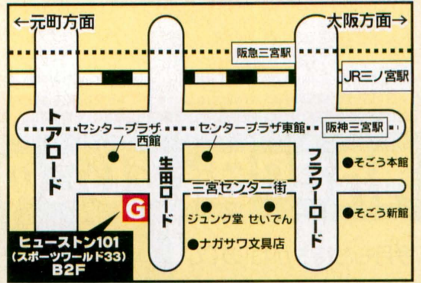 ←元町方面
大阪方面→
阪急三宮駅
JR三ノ宮駅
トアロード
センタープラザ
西館
生田ロード
センタープラザ東館
阪神三宮駅
フラワーロード
そごう本館
三宮センター街
G
ジュンク堂
せいでん
そごう新館
ナガサワ文具店
ヒューストン101
(スポーツワールド33)
B2F